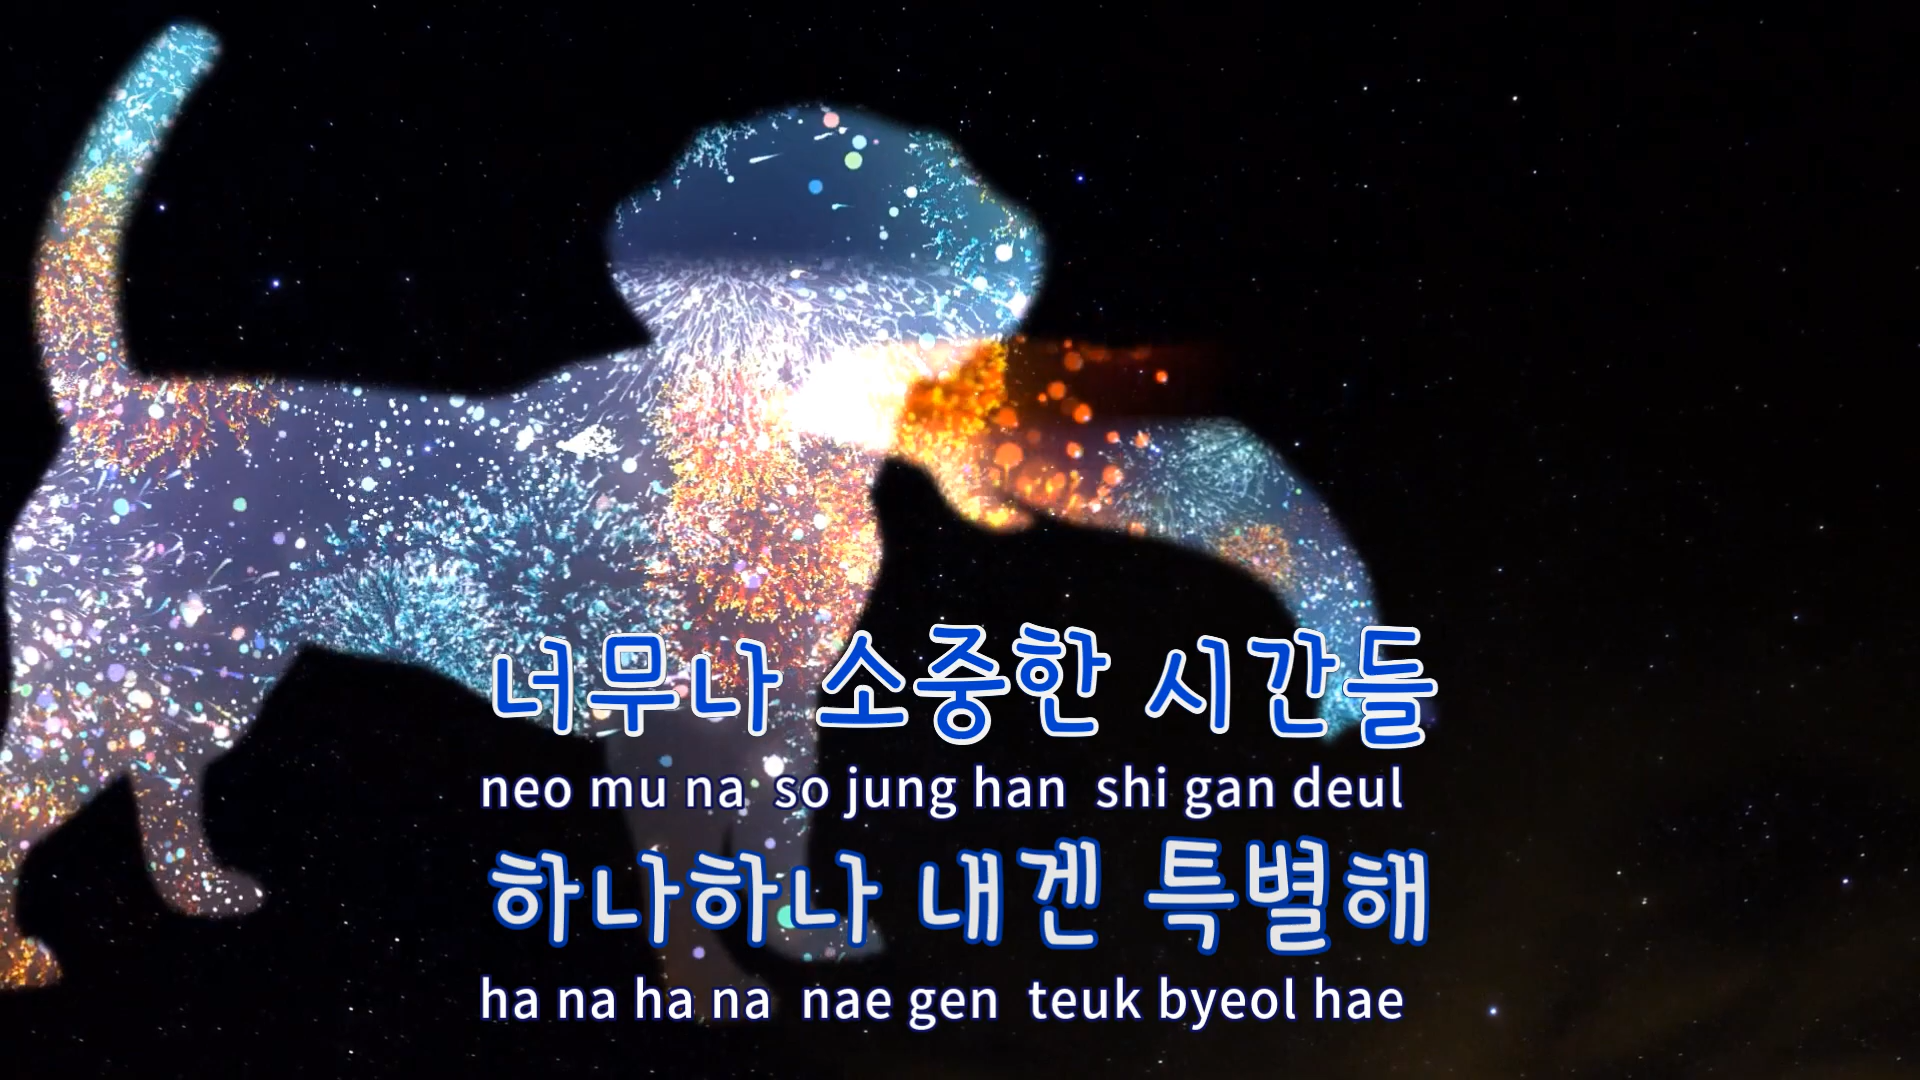 너무나 소중한 시간들
neo mu na so jung han shi gan deul
하나하나 내겐 특별해
ha na ha na nae gen teuk byeol hae